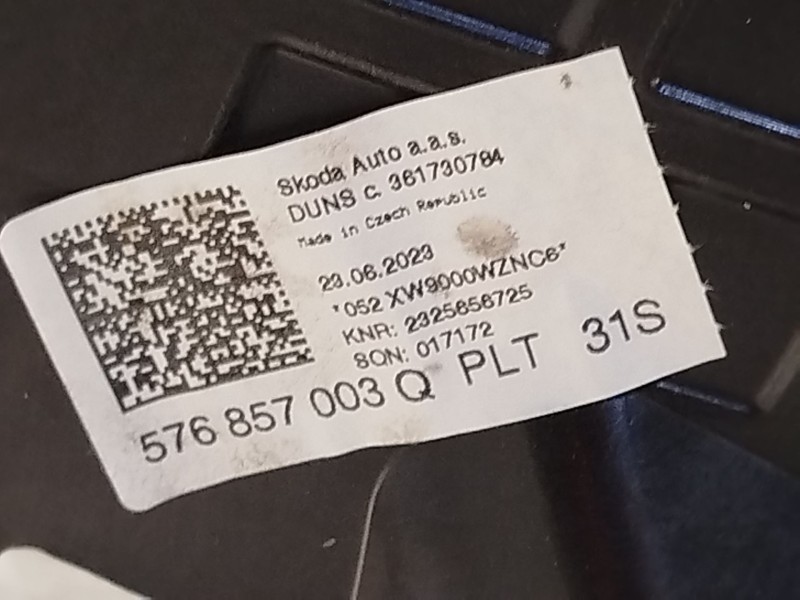 Skoda Auto a.a.s.
DUNS c. 361730784
Made in Czech Republic
23.06.2023
*052 XW9000WZNC6*
KNR: 2325656725
SQN: 017172
576 857 003 Q PLT 31S